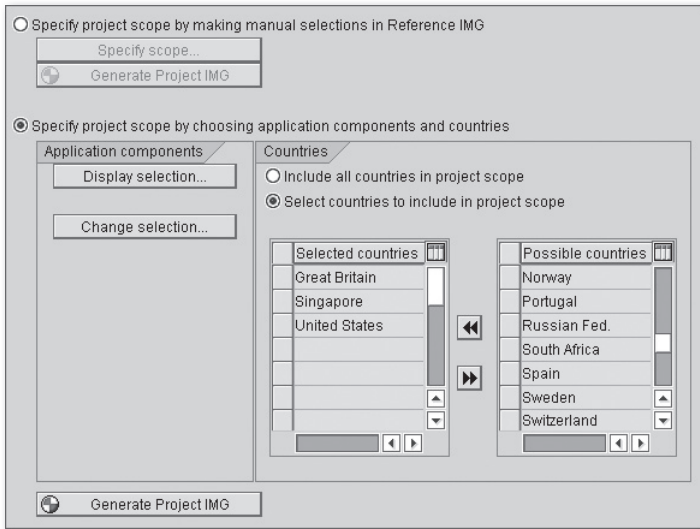 Specify project scope by making manual selections in Reference IMG
Specify scope...
Generate Project IMG
Specify project scope by choosing application components and countries
Application components
Display selection...
Change selection...
Countries
Include all countries in project scope
Select countries to include in project scope
Selected countries
Great Britain
Singapore
United States
Possible countries
Norway
Portugal
Russian Fed.
South Africa
Spain
Sweden
Switzerland
Generate Project IMG